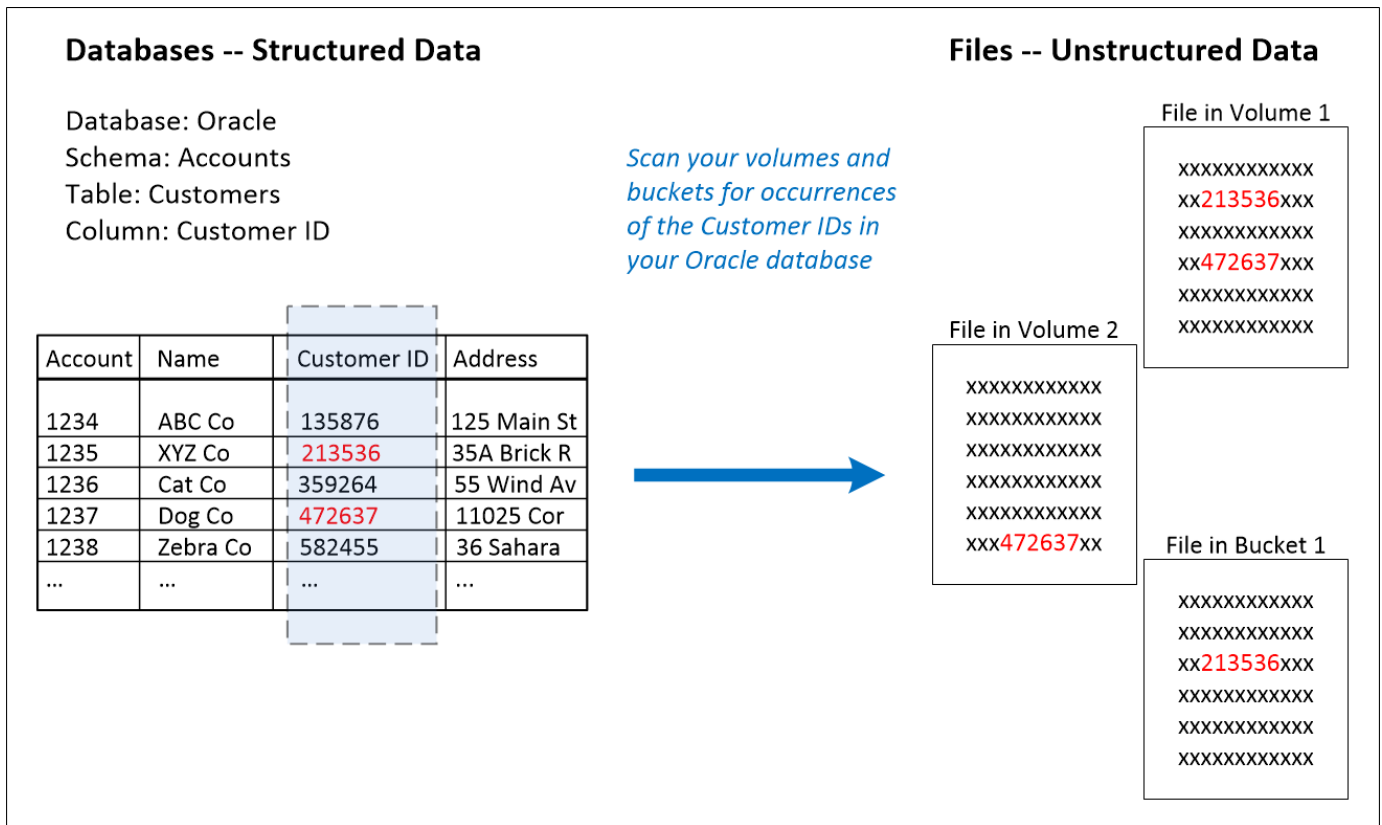 Databases -- Structured Data
Database: Oracle
Schema: Accounts
Table: Customers
Column: Customer ID
Scan your volumes and
buckets for occurrences
of the Customer IDs in
your Oracle database
Account Name Customer ID Address
1234 ABC Co 135876 125 Main St
1235 XYZ Co 213536 35A Brick R
1236 Cat Co 359264 55 Wind Av
1237 Dog Co 472637 11025 Cor
1238 Zebra Co 582455 36 Sahara
... ... ... ...
Files -- Unstructured Data
File in Volume 1
xxxxxxxxxxxx
xx213536xxx
xxxxxxxxxxxx
xx472637xxx
xxxxxxxxxxxx
xxxxxxxxxxxx
File in Volume 2
xxxxxxxxxxxx
xxxxxxxxxxxx
xxxxxxxxxxxx
xxxxxxxxxxxx
xxxxxxxxxxxx
xxx472637xx
File in Bucket 1
xxxxxxxxxxxx
xxxxxxxxxxxx
xx213536xxx
xxxxxxxxxxxx
xxxxxxxxxxxx
xxxxxxxxxxxx